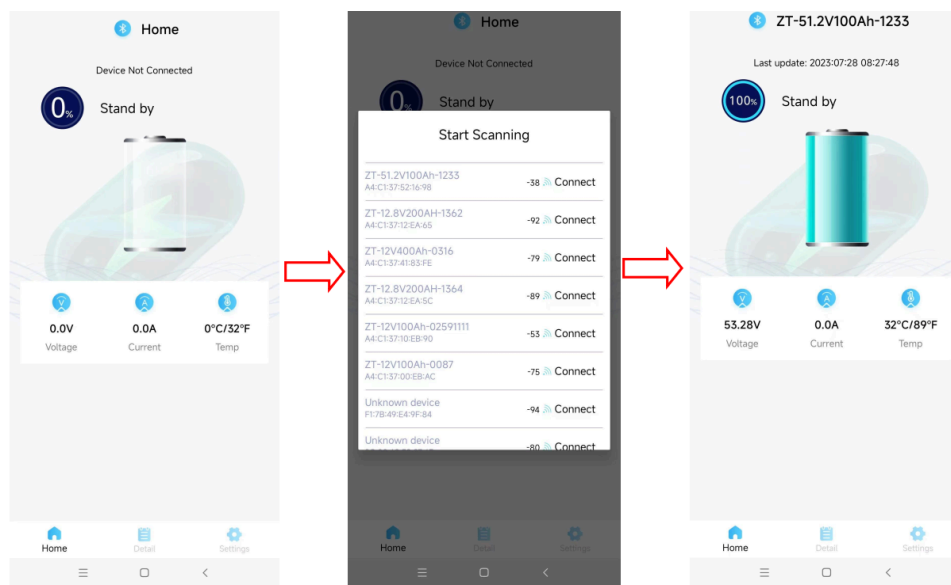 Home
Device Not Connected
0%
Stand by
V
A
0.0V
0.0A
0°C/32°F
Voltage
Current
Temp
Home
Detail
Settings
Home
Device Not Connected
0%
Stand by
Start Scanning
ZT-51.2V100Ah-1233
A4:C1:37:52:16:98
-38 Connect
ZT-12.8V200AH-1362
A4:C1:37:12:EA:65
-92 Connect
ZT-12V400Ah-0316
A4:C1:37:41:83:FE
-79 Connect
ZT-12.8V200AH-1364
A4:C1:37:12:EA:5C
-89 Connect
ZT-12V100Ah-02591111
A4:C1:37:10:EB:90
-53 Connect
ZT-12V100Ah-0087
A4:C1:37:00:EB:AC
-75 Connect
Unknown device
F1:7B:49:E4:9F:84
-94 Connect
Unknown device
-80 Connect
Home
Detail
Settings
ZT-51.2V100Ah-1233
Last update: 2023:07:28 08:27:48
100%
Stand by
V
A
53.28V
0.0A
32°C/89°F
Voltage
Current
Temp
Home
Detail
Settings